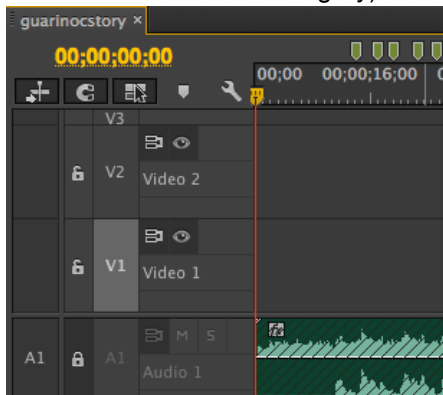 guarinocstory ×
00;00;00;00
00;00 00;00;16;00
V3
V2 Video 2
V1 Video 1
fx
M S
A1 A1 Audio 1